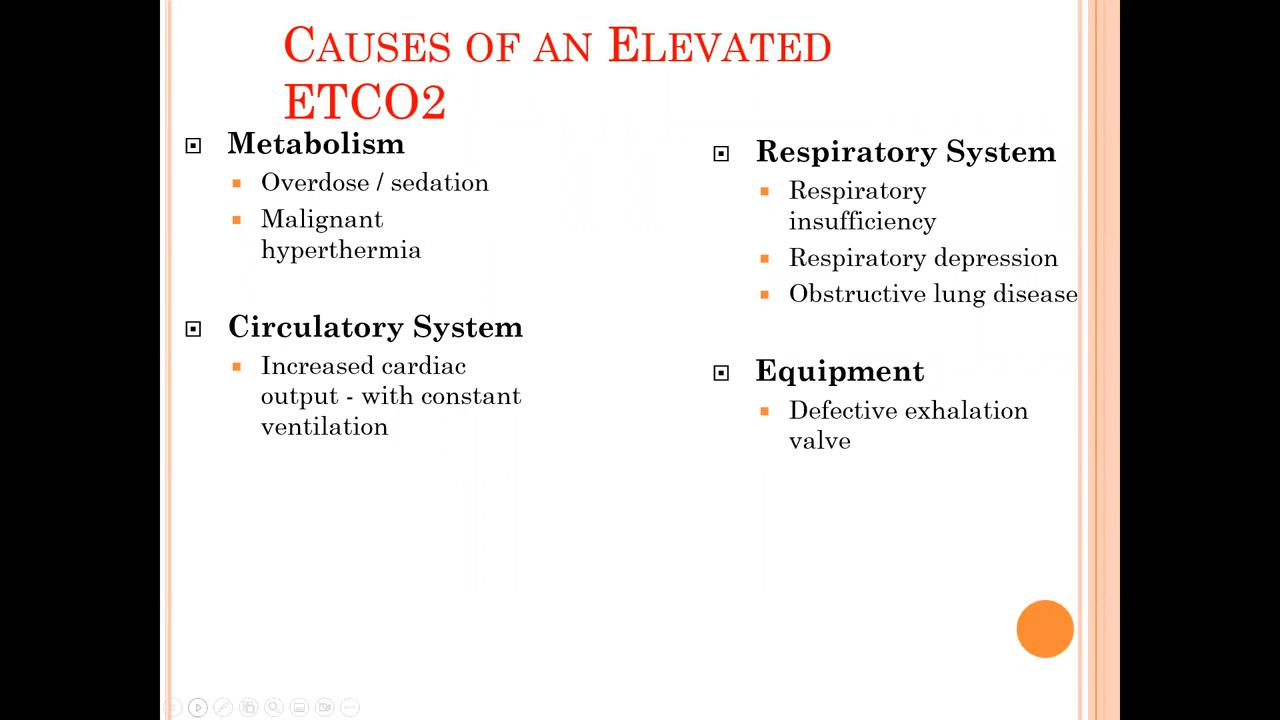 CAUSES OF AN ELEVATED
ETCO2
Metabolism
Overdose / sedation
Malignant
hyperthermia
Circulatory System
Increased cardiac
output - with constant
ventilation
Respiratory System
Respiratory
insufficiency
Respiratory depression
Obstructive lung disease
Equipment
Defective exhalation
valve